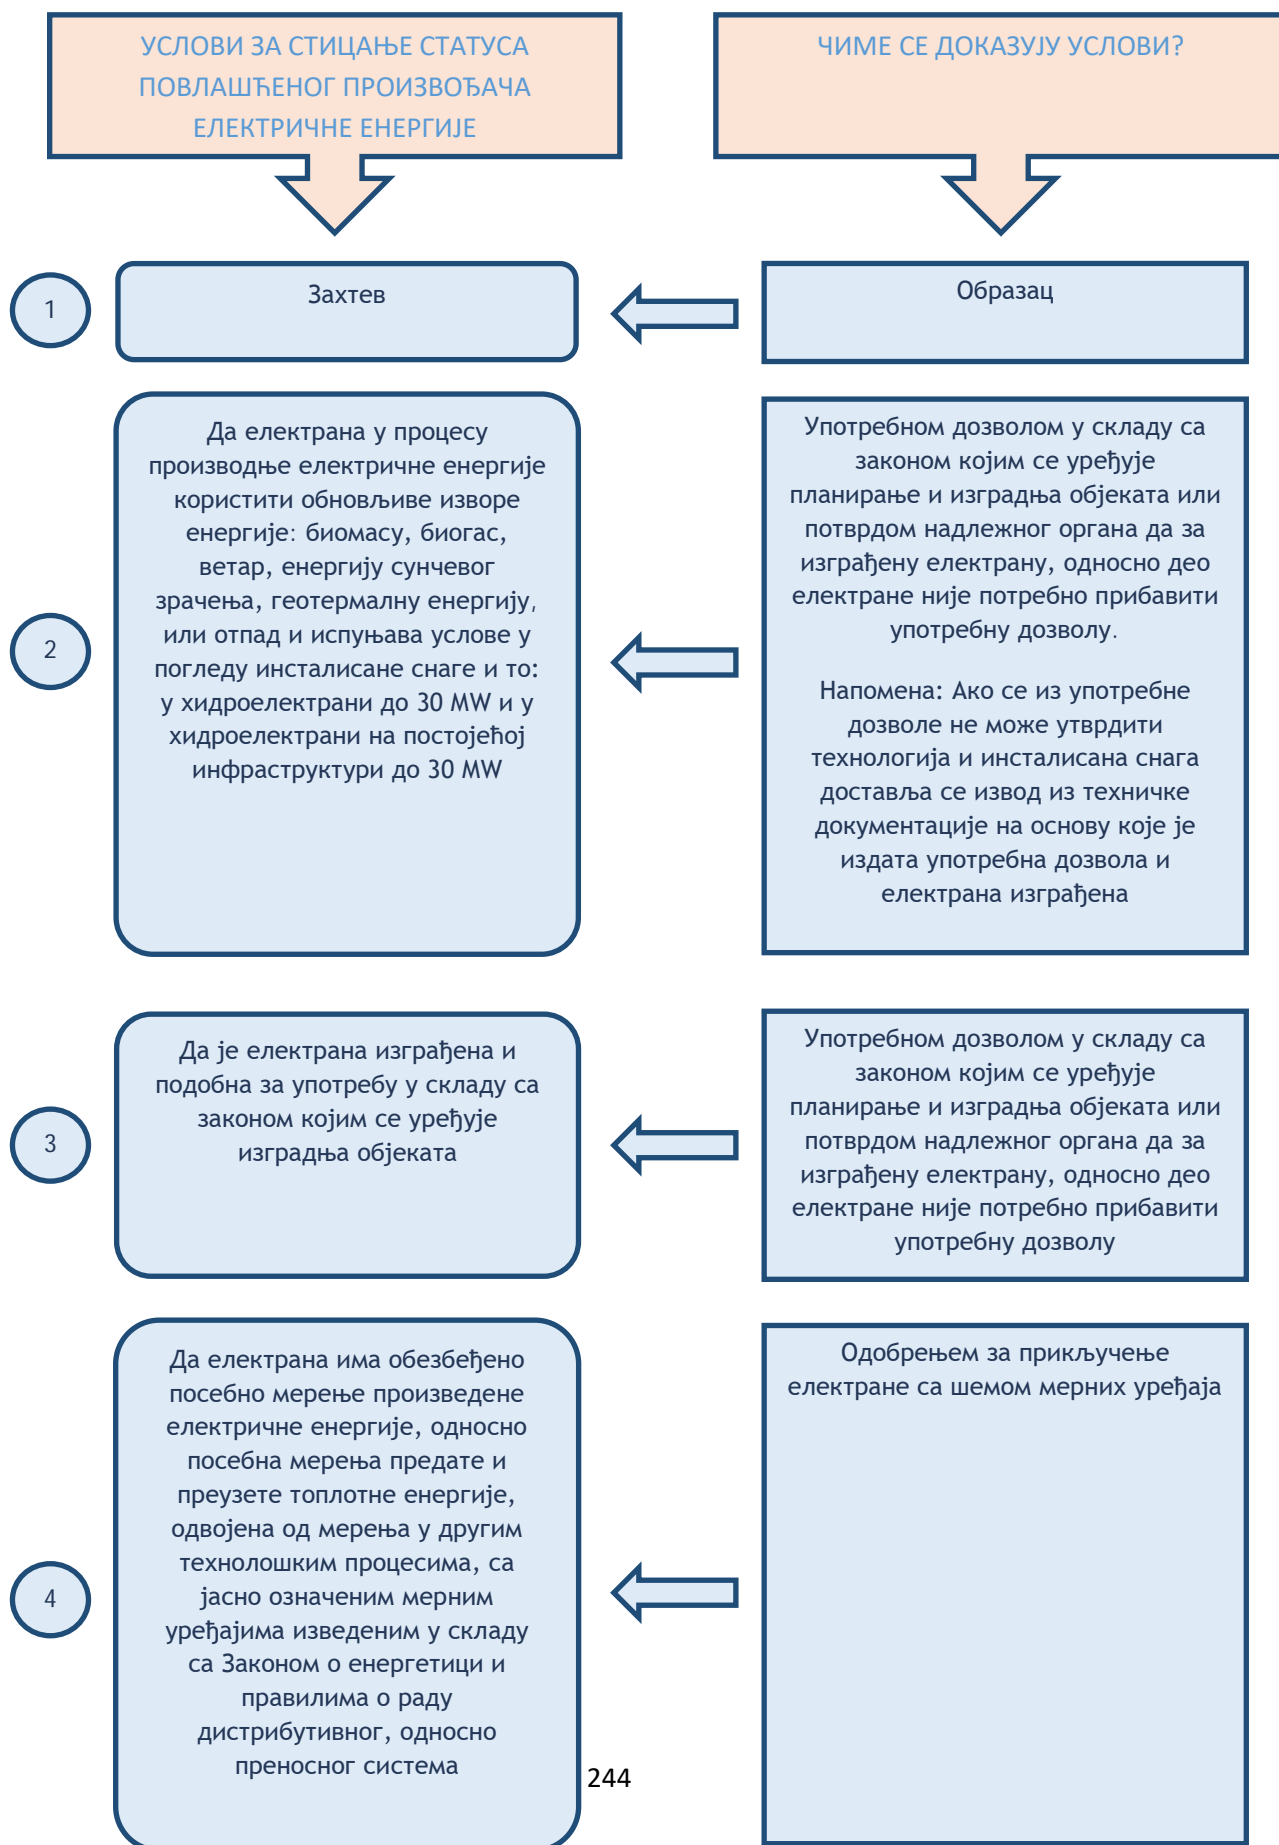 УСЛОВИ ЗА СТИЦАЊЕ СТАТУСА
ПОВЛАШЋЕНОГ ПРОИЗВОЂАЧА
ЕЛЕКТРИЧНЕ ЕНЕРГИЈЕ
ЧИМЕ СЕ ДОКАЗУЈУ УСЛОВИ?
1
Захтев
Образац
2
Да електрана у процесу
производње електричне енергије
користити обновљиве изворе
енергије: биомасу, биогас,
ветар, енергију сунчевог
зрачења, геотермалну енергију,
или отпад и испуњава услове у
погледу инсталисане снаге и то:
у хидроелектрани до 30 MW и у
хидроелектрани на постојећој
инфраструктури до 30 MW
Употребном дозволом у складу са
законом којим се уређује
планирање и изградња објеката или
потврдом надлежног органа да за
изграђену електрану, односно део
електране није потребно прибавити
употребну дозволу.
Напомена: Ако се из употребне
дозволе не може утврдити
технологија и инсталисана снага
доставља се извод из техничке
документације на основу које је
издата употребна дозвола и
електрана изграђена
3
Да је електрана изграђена и
подобна за употребу у складу са
законом којим се уређује
изградња објеката
Употребном дозволом у складу са
законом којим се уређује
планирање и изградња објеката или
потврдом надлежног органа да за
изграђену електрану, односно део
електране није потребно прибавити
употребну дозволу
4
Да електрана има обезбеђено
посебно мерење произведене
електричне енергије, односно
посебна мерења предате и
преузете топлотне енергије,
одвојена од мерења у другим
технолошким процесима, са
јасно означеним мерним
уређајима изведеним у складу
са Законом о енергетици и
правилима о раду
дистрибутивног, односно
преносног система
Одобрењем за прикључење
електране са шемом мерних уређаја
244